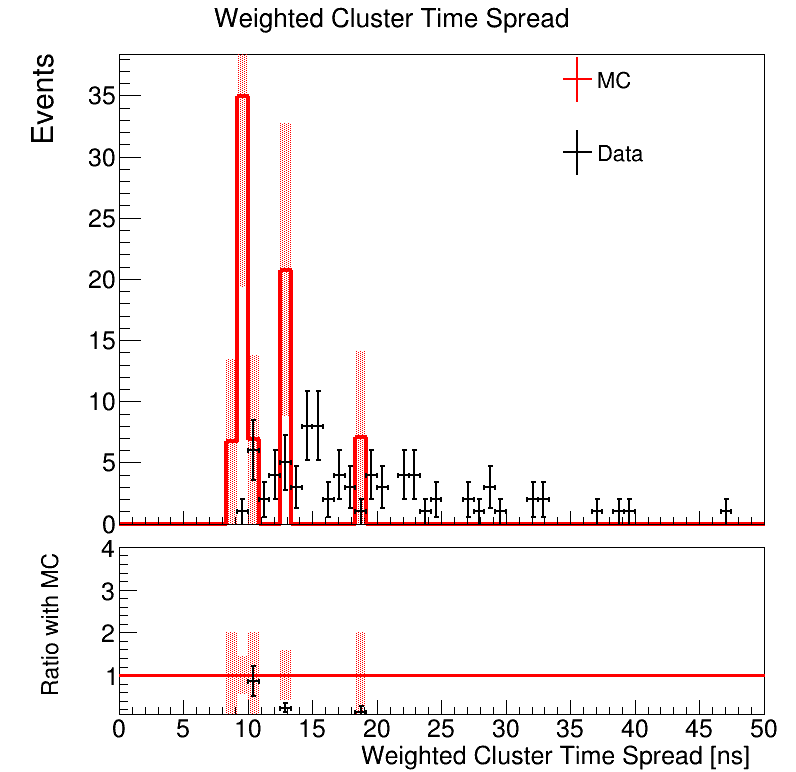 Weighted Cluster Time Spread
Events
MC
Data
35
30
25
20
15
10
5
0
Ratio with MC
4
3
2
1
0 5 10 15 20 25 30 35 40 45 50
Weighted Cluster Time Spread [ns]